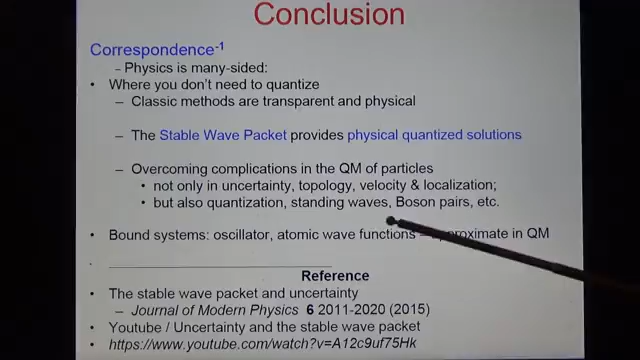 Conclusion
Correspondence-1
– Physics is many-sided:
• Where you don't need to quantize
– Classic methods are transparent and physical
– The Stable Wave Packet provides physical quantized solutions
– Overcoming complications in the QM of particles
• not only in uncertainty, topology, velocity & localization;
• but also quantization, standing waves, Boson pairs, etc.
• Bound systems: oscillator, atomic wave functions – approximate in QM
Reference
• The stable wave packet and uncertainty
– Journal of Modern Physics 6 2011-2020 (2015)
• Youtube / Uncertainty and the stable wave packet
• https://www.youtube.com/watch?v=A12c9uf75Hk